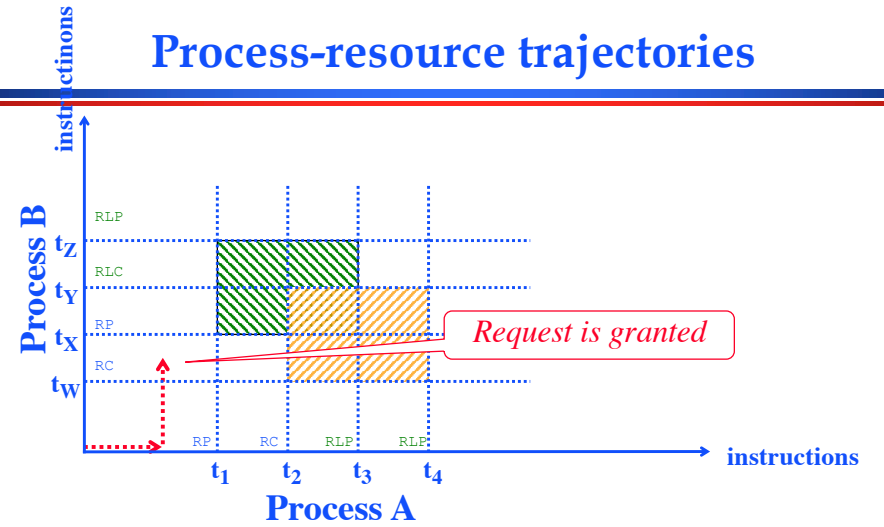 Process-resource trajectories
instructinons
Process B
RLP
tZ
RLC
tY
RP
tX
RC
tW
Request is granted
RP RC RLP RLP
t1 t2 t3 t4
instructions
Process A